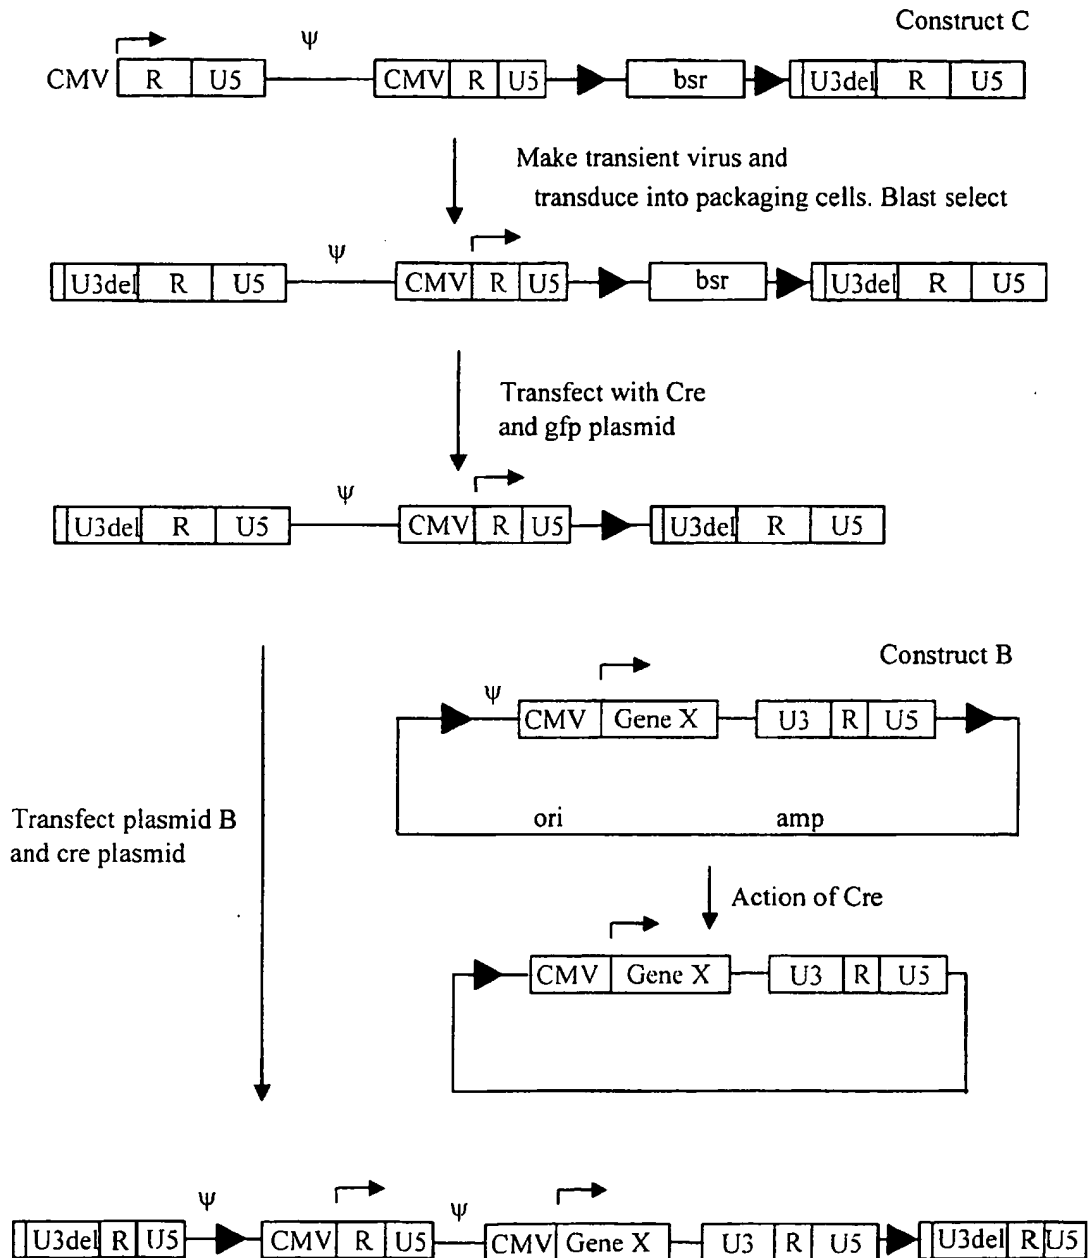 Construct C
ψ
CMV R U5 CMV R U5 bsr U3del R U5
Make transient virus and
transduce into packaging cells. Blast select
ψ
U3del R U5 CMV R U5 bsr U3del R U5
Transfect with Cre
and gfp plasmid
ψ
U3del R U5 CMV R U5 U3del R U5
Construct B
ψ
CMV Gene X U3 R U5
ori amp
Transfect plasmid B
and cre plasmid
Action of Cre
CMV Gene X U3 R U5
ψ ψ
U3del R U5 CMV R U5 CMV Gene X U3 R U5 U3del R U5